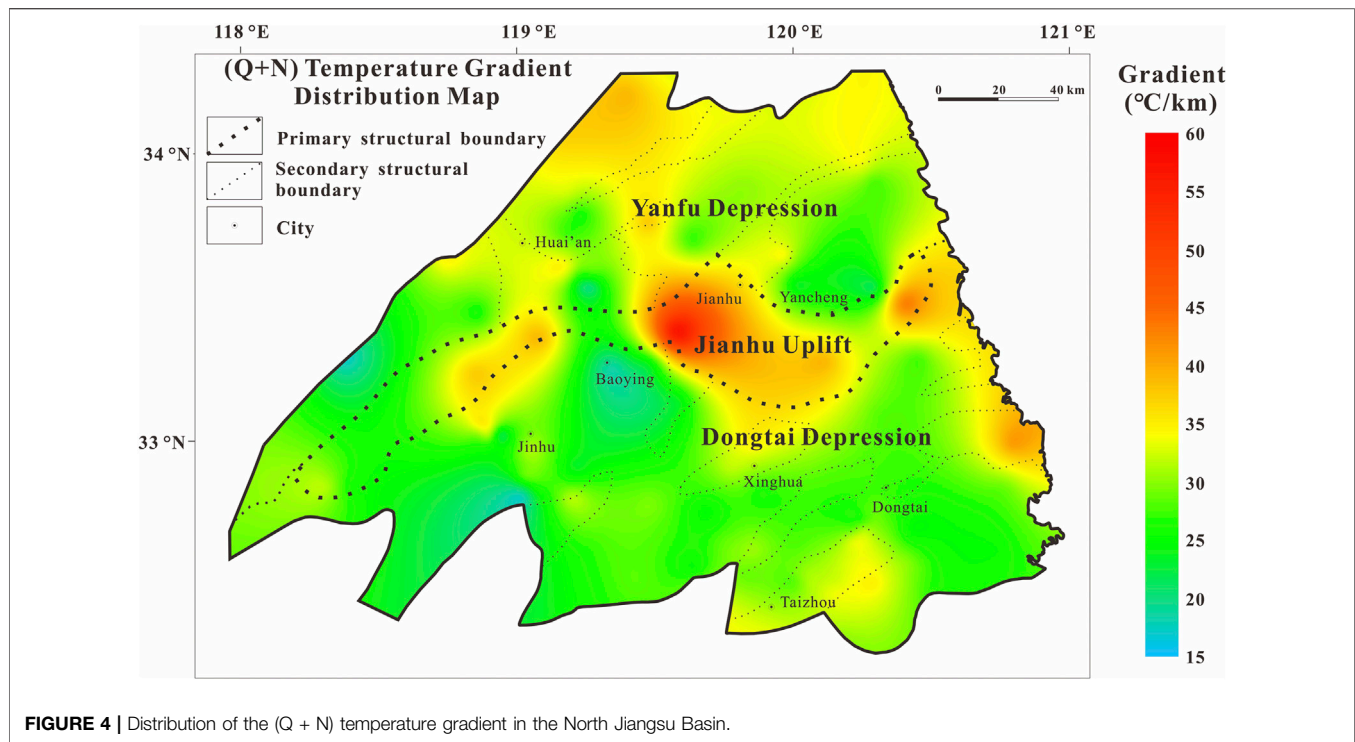 118 °E
119 °E
120 °E
121 °E
(Q+N) Temperature Gradient
Distribution Map
Primary structural boundary
Secondary structural
boundary
City
0 20 40 km
Gradient
(°C/km)
60
55
50
45
40
35
30
25
20
15
34 °N
33 °N
Yanfu Depression
Huai'an
Jianhu
Yancheng
Jianhu Uplift
Baoying
Dongtai Depression
Jinhu
Xinghua
Dongtai
Taizhou
FIGURE 4 | Distribution of the (Q + N) temperature gradient in the North Jiangsu Basin.